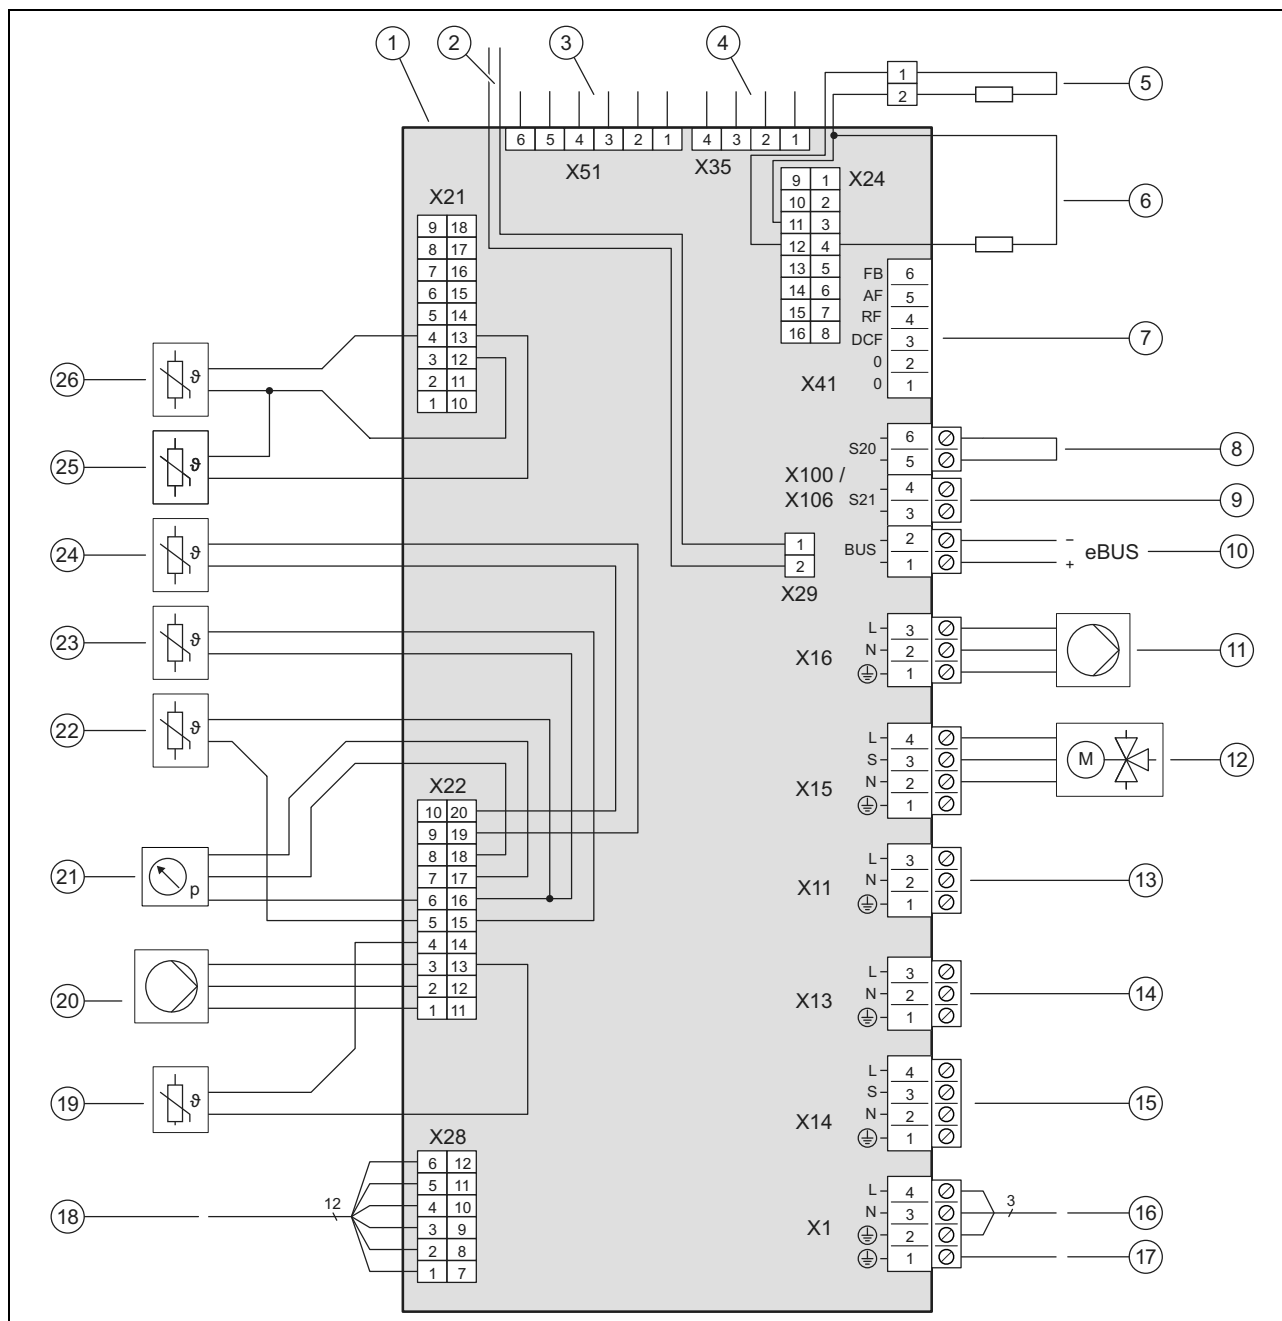 1 2 3 4
1
2
5
6 5 4 3 2 1
4 3 2 1
X51
X35
X24
9 1
10 2
11 3
12 4
13 5
14 6
15 7
16 8
6
X21
9 18
8 17
7 16
6 15
5 14
4 13
3 12
2 11
1 10
FB 6
AF 5
RF 4
DCF 3
0 2
0 1
X41
7
26 ϑ
25 ϑ
24 ϑ
23 ϑ
22 ϑ
X100 /
X106
S20
6
5
8
S21
4
3
9
BUS
2 −
1 +
eBUS
10
1
2
X29
X16
L 3
N 2
1
11
X15
L 4
S 3
N 2
1
M
12
X22
10 20
9 19
8 18
7 17
6 16
5 15
4 14
3 13
2 12
1 11
21 p
20
19 ϑ
X11
L 3
N 2
1
13
X13
L 3
N 2
1
14
X14
L 4
S 3
N 2
1
15
X28
6 12
5 11
4 10
3 9
2 8
1 7
18 12
X1
L 4
N 3
2
1
3
16
17